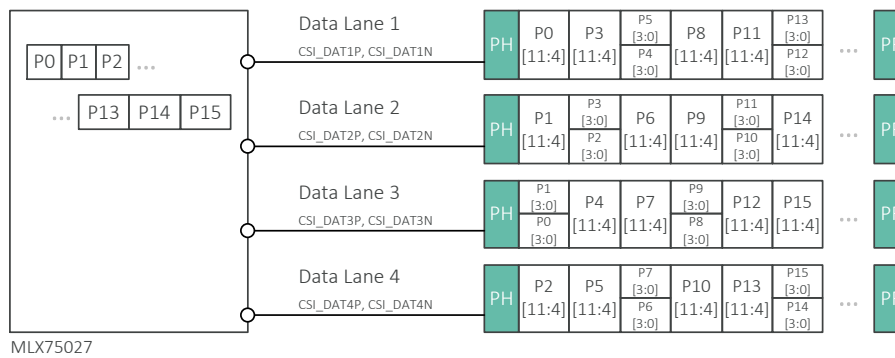 P0 P1 P2 ...
... P13 P14 P15
MLX75027
Data Lane 1
CSI_DAT1P, CSI_DAT1N
PH P0 [11:4] P3 [11:4] P5 [3:0] P4 [3:0] P8 [11:4] P11 [11:4] P13 [3:0] P12 [3:0] ...
Data Lane 2
CSI_DAT2P, CSI_DAT2N
PH P1 [11:4] P3 [3:0] P2 [3:0] P6 [11:4] P9 [11:4] P11 [3:0] P10 [3:0] P14 [11:4] ...
Data Lane 3
CSI_DAT3P, CSI_DAT3N
PH P1 [3:0] P0 [3:0] P4 [11:4] P7 [11:4] P9 [3:0] P8 [3:0] P12 [11:4] P15 [11:4] ...
Data Lane 4
CSI_DAT4P, CSI_DAT4N
PH P2 [11:4] P5 [11:4] P7 [3:0] P6 [3:0] P10 [11:4] P13 [11:4] P15 [3:0] P14 [3:0] ...